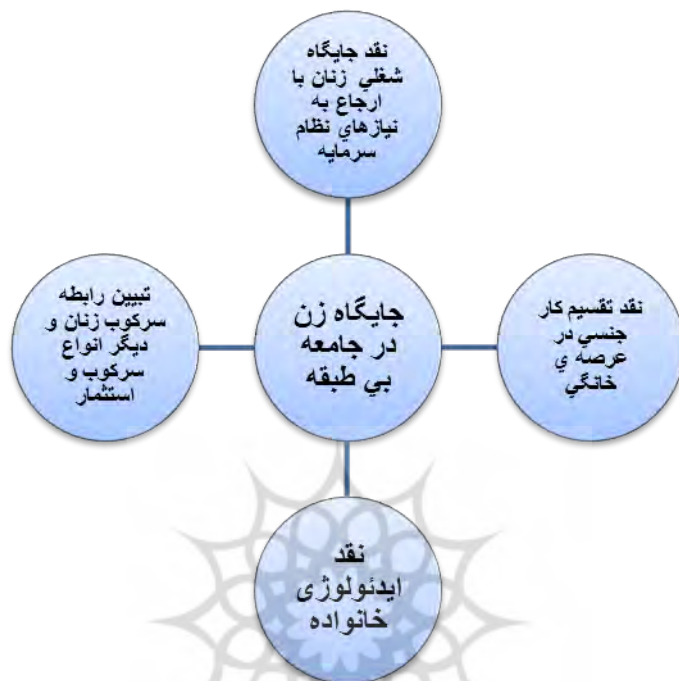 نقد جايگاه
شغلي زنان با
ارجاع به
نيازهاي نظام
سرمايه
نقد تقسيم كار
جنسي در
عرصه ي
خانگي
جايگاه زن
در جامعه
بي طبقه
تبيين رابطه
سركوب زنان و
ديگر انواع
سركوب و
استثمار
نقد
ایدئولوژی
خانواده